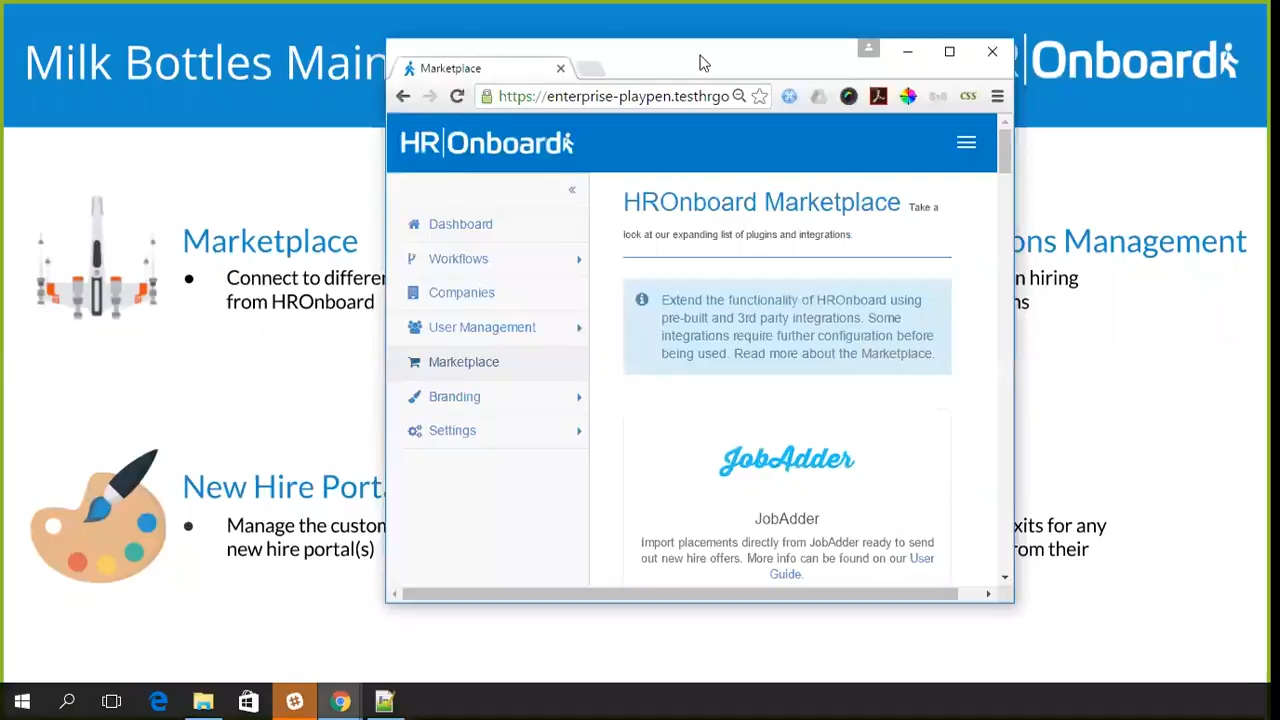 Milk Bottles Main
Onboard
Marketplace
https://enterprise-playpen.testhrgo
CSS
HR Onboard
Dashboard
Workflows
Companies
User Management
Marketplace
Branding
Settings
HROnboard Marketplace Take a
look at our expanding list of plugins and integrations.
Extend the functionality of HROnboard using
pre-built and 3rd party integrations. Some
integrations require further configuration before
being used. Read more about the Marketplace.
JobAdder
JobAdder
Import placements directly from JobAdder ready to send
out new hire offers. More info can be found on our User
Guide.
Marketplace
• Connect to differen
from HROnboard
ons Management
n hiring
ns
New Hire Porta
• Manage the custom
new hire portal(s)
xits for any
rom their